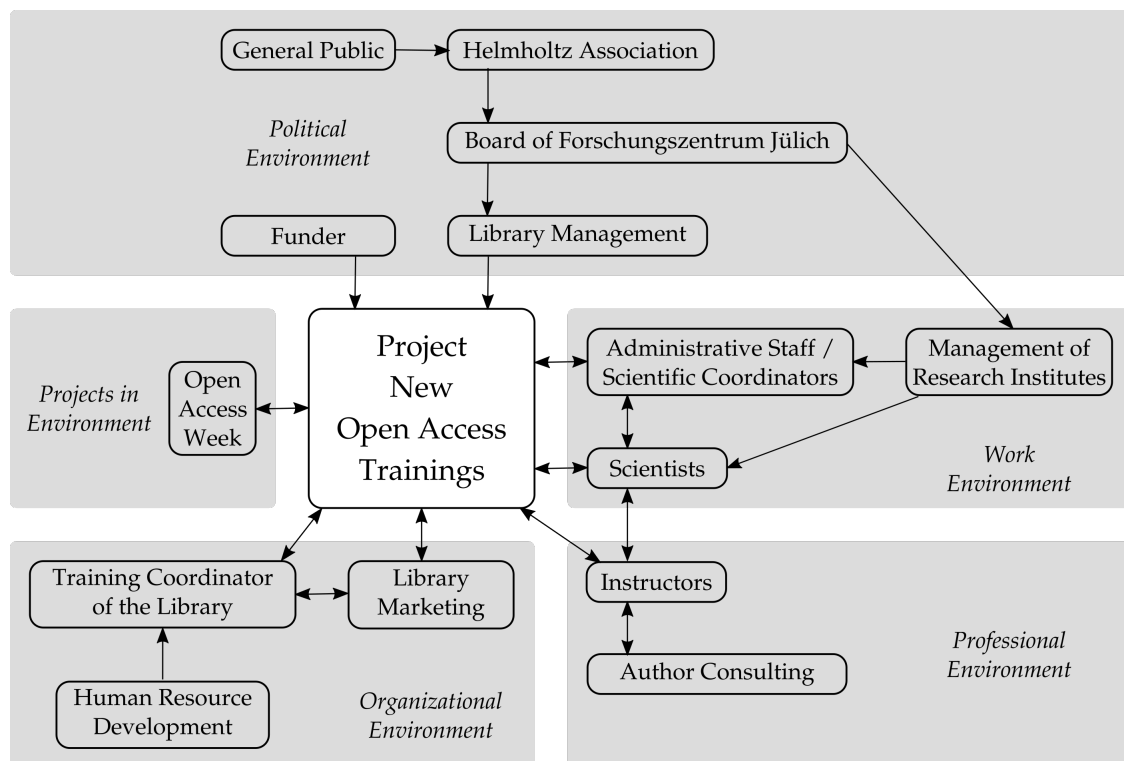 General Public
Helmholtz Association
Political
Environment
Board of Forschungszentrum Jülich
Funder
Library Management
Projects in
Environment
Open
Access
Week
Project
New
Open Access
Trainings
Administrative Staff /
Scientific Coordinators
Management of
Research Institutes
Scientists
Work
Environment
Training Coordinator
of the Library
Library
Marketing
Human Resource
Development
Organizational
Environment
Instructors
Author Consulting
Professional
Environment